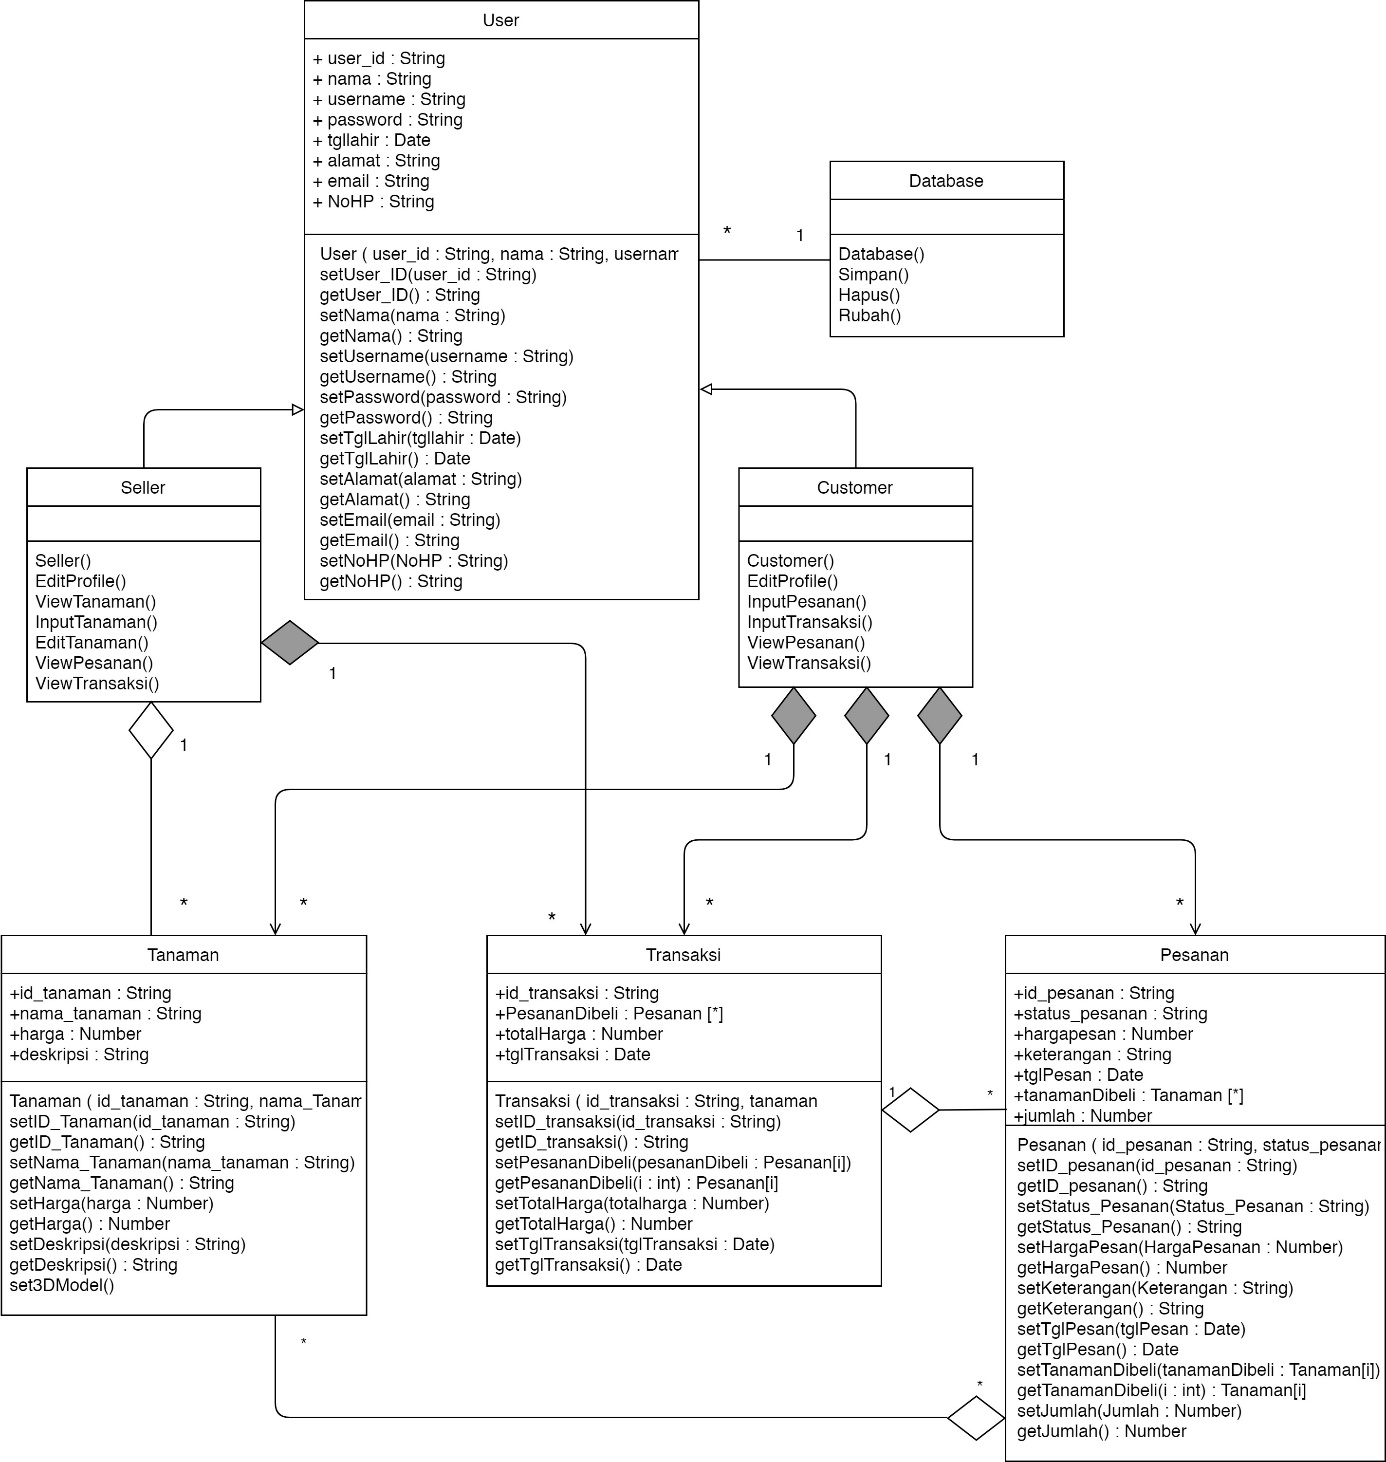 User
+ user_id : String
+ nama : String
+ username : String
+ password : String
+ tgllahir : Date
+ alamat : String
+ email : String
+ NoHP : String
User ( user_id : String, nama : String, usernam
setUser_ID(user_id : String)
getUser_ID() : String
setNama(nama : String)
getNama() : String
setUsername(username : String)
getUsername() : String
setPassword(password : String)
getPassword() : String
setTglLahir(tgllahir : Date)
getTglLahir() : Date
setAlamat(alamat : String)
getAlamat() : String
setEmail(email : String)
getEmail() : String
setNoHP(NoHP : String)
getNoHP() : String
* 1
Database
Database()
Simpan()
Hapus()
Rubah()
Seller
Seller()
EditProfile()
ViewTanaman()
InputTanaman()
EditTanaman()
ViewPesanan()
ViewTransaksi()
Customer
Customer()
EditProfile()
InputPesanan()
InputTransaksi()
ViewPesanan()
ViewTransaksi()
1
1
1
1
1
*
*
*
*
*
Tanaman
+id_tanaman : String
+nama_tanaman : String
+harga : Number
+deskripsi : String
Tanaman ( id_tanaman : String, nama_Tanam
setID_Tanaman(id_tanaman : String)
getID_Tanaman() : String
setNama_Tanaman(nama_tanaman : String)
getNama_Tanaman() : String
setHarga(harga : Number)
getHarga() : Number
setDeskripsi(deskripsi : String)
getDeskripsi() : String
set3DModel()
Transaksi
+id_transaksi : String
+PesananDibeli : Pesanan [*]
+totalHarga : Number
+tglTransaksi : Date
Transaksi ( id_transaksi : String, tanaman
setID_transaksi(id_transaksi : String)
getID_transaksi() : String
setPesananDibeli(pesananDibeli : Pesanan[i])
getPesananDibeli(i : int) : Pesanan[i]
setTotalHarga(totalharga : Number)
getTotalHarga() : Number
setTglTransaksi(tglTransaksi : Date)
getTglTransaksi() : Date
1 *
Pesanan
+id_pesanan : String
+status_pesanan : String
+hargapesan : Number
+keterangan : String
+tglPesan : Date
+tanamanDibeli : Tanaman [*]
+jumlah : Number
Pesanan ( id_pesanan : String, status_pesanan
setID_pesanan(id_pesanan : String)
getID_pesanan() : String
setStatus_Pesanan(Status_Pesanan : String)
getStatus_Pesanan() : String
setHargaPesan(HargaPesanan : Number)
getHargaPesan() : Number
setKeterangan(Keterangan : String)
getKeterangan() : String
setTglPesan(tglPesan : Date)
getTglPesan() : Date
setTanamanDibeli(tanamanDibeli : Tanaman[i])
getTanamanDibeli(i : int) : Tanaman[i]
setJumlah(Jumlah : Number)
getJumlah() : Number
*
*